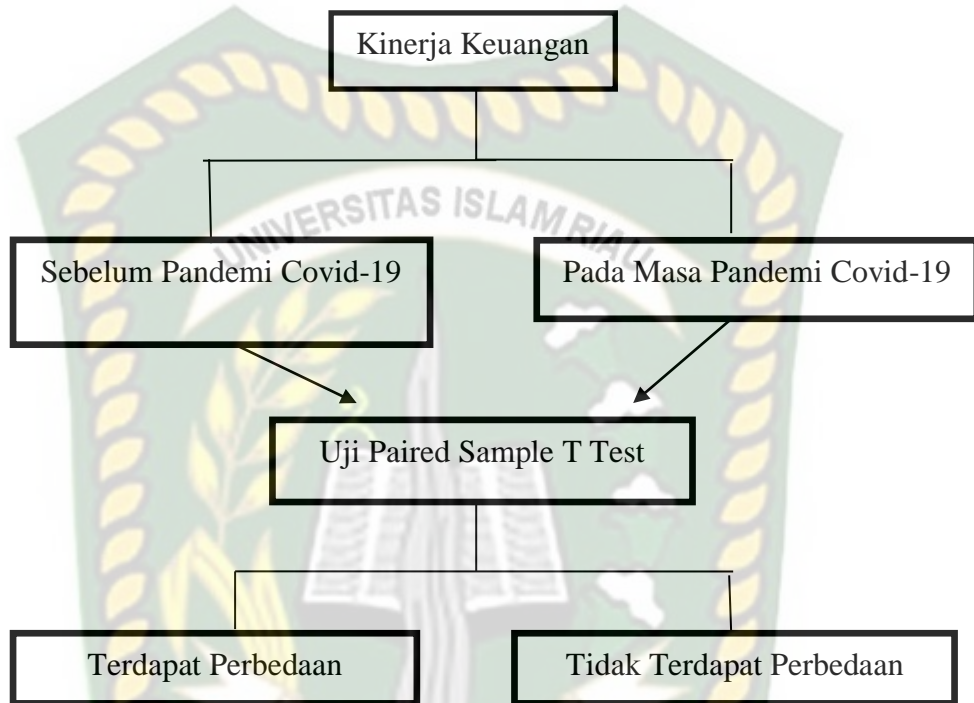 Kinerja Keuangan
UNIVERSITAS ISLAM RIAU
Sebelum Pandemi Covid-19
Pada Masa Pandemi Covid-19
Uji Paired Sample T Test
Terdapat Perbedaan
Tidak Terdapat Perbedaan